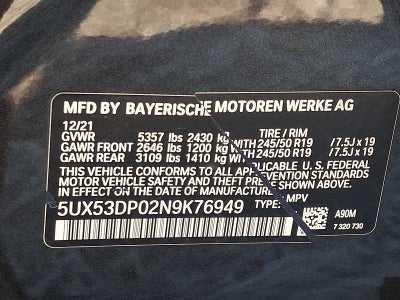 MFD BY BAYERISCHE MOTOREN WERKE AG
12/21 TIRE / RIM
GVWR 5357 lbs 2430 kg
GAWR FRONT 2646 lbs 1200 kg WITH 245/50 R19 / 7.5J x 19
GAWR REAR 3109 lbs 1410 kg WITH 245/50 R19 / 7.5J x 19
THIS VEHICLE CONFORMS TO ALL APPLICABLE U.S. FEDERAL
MOTOR VEHICLE SAFETY AND THEFT PREVENTION STANDARDS
IN EFFECT ON THE DATE OF MANUFACTURE
5UX53DP02N9K76949 TYPE: MPV
A90M
7 320 730